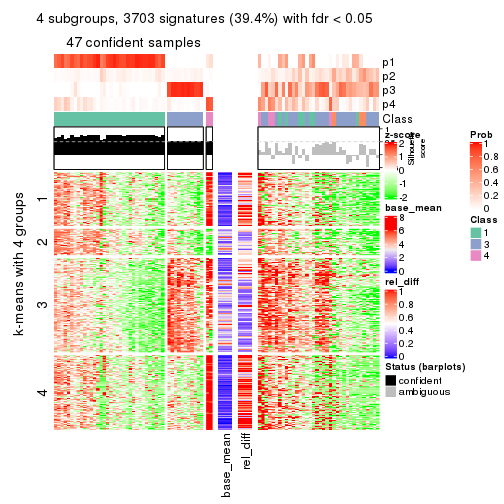 4 subgroups, 3703 signatures (39.4%) with fdr < 0.05
47 confident samples
p1
p2
p3
p4
Class
1
0
Silhouette
score
k-means with 4 groups
1
2
3
4
base_mean
rel_diff
z-score
2
1
0
-1
-2
base_mean
8
6
4
2
0
rel_diff
1
0.8
0.6
0.4
0.2
0
Status (barplots)
confident
ambiguous
Prob
1
0.8
0.6
0.4
0.2
0
Class
1
3
4